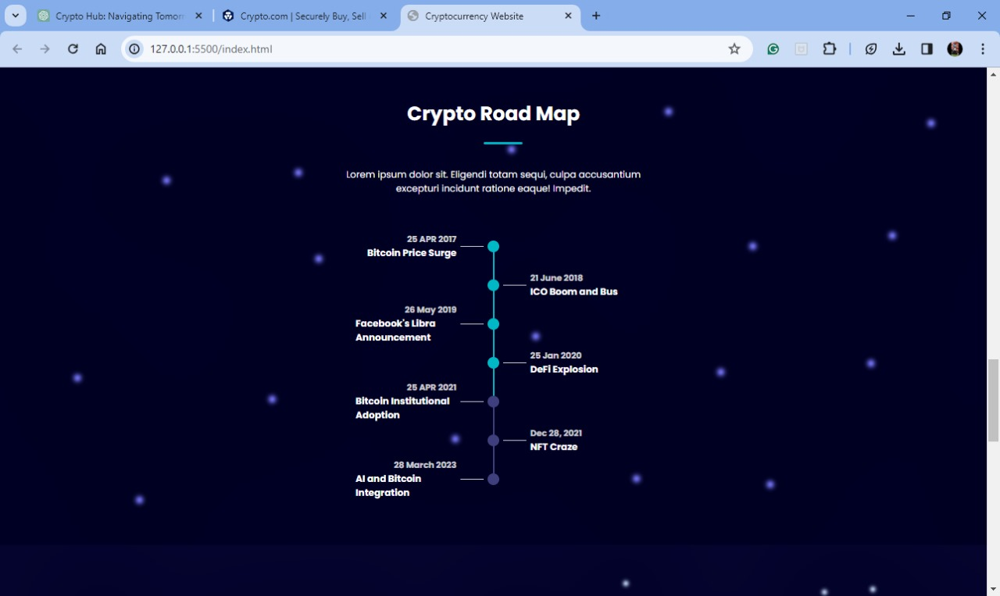 Crypto Hub: Navigating Tomorr
Crypto.com | Securely Buy, Sell
Cryptocurrency Website
127.0.0.1:5500/index.html
Crypto Road Map
Lorem ipsum dolor sit. Eligendi totam sequi, culpa accusantium
excepturi incidunt ratione eaque! Impedit.
25 APR 2017
Bitcoin Price Surge
21 June 2018
ICO Boom and Bus
26 May 2019
Facebook's Libra
Announcement
25 Jan 2020
DeFi Explosion
25 APR 2021
Bitcoin Institutional
Adoption
Dec 28, 2021
NFT Craze
28 March 2023
AI and Bitcoin
Integration